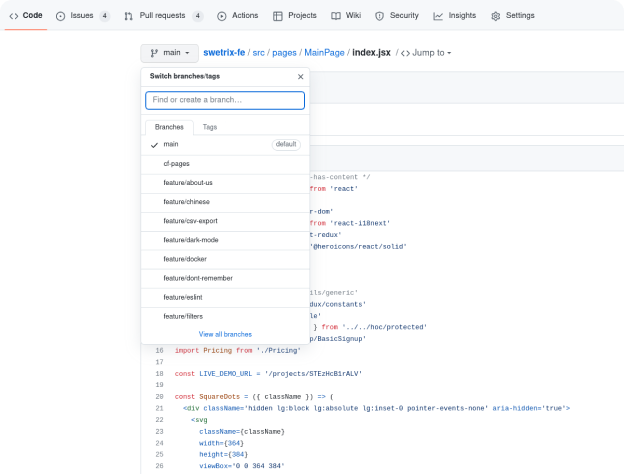 Code Issues 4 Pull requests 4 Actions Projects Wiki Security Insights Settings
main swetrix-fe / src / pages / MainPage / index.jsx / <> Jump to
Switch branches/tags
Find or create a branch...
Branches Tags
main default
cf-pages
feature/about-us
feature/chinese
feature/csv-export
feature/dark-mode
feature/docker
feature/dont-remember
feature/eslint
feature/filters
View all branches
-has-content */
from 'react'
r-dom'
from 'react-i18next'
t-redux'
'@heroicons/react/solid'
ils/generic'
dux/constants'
le'
} from '../../hoc/protected'
p/BasicSignup'
16 import Pricing from './Pricing'
17
18 const LIVE_DEMO_URL = '/projects/STEzHcB1rALV'
19
20 const SquareDots = ({ className }) => (
21 <div className='hidden lg:block lg:absolute lg:inset-0 pointer-events-none' aria-hidden='true'>
22 <svg
23 className={className}
24 width={364}
25 height={384}
26 viewBox='0 0 364 384'